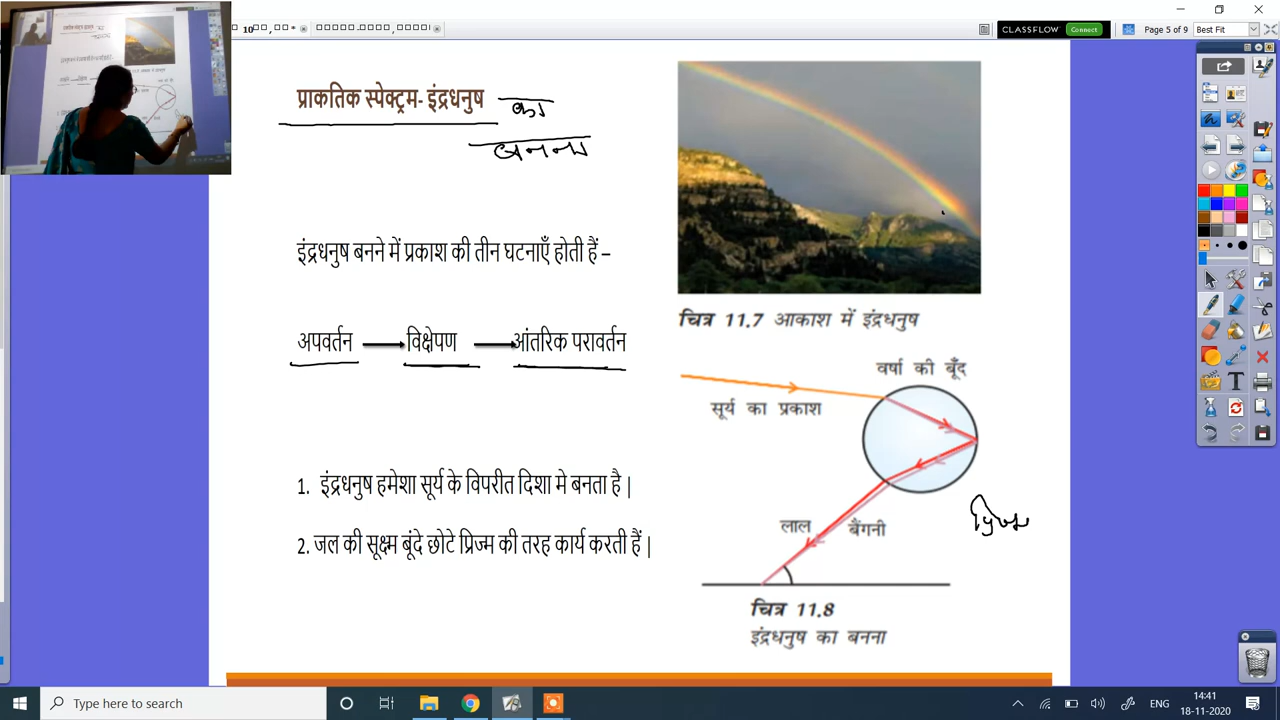 10
CLASSFLOW
Connect
Page 5 of 9
Best Fit
प्राकतिक स्पेक्ट्रम- इंद्रधनुष का
बनना
इंद्रधनुष बनने में प्रकाश की तीन घटनाएँ होती हैं –
अपवर्तन विक्षेपण आंतरिक परावर्तन
1. इंद्रधनुष हमेशा सूर्य के विपरीत दिशा मे बनता है |
2. जल की सूक्ष्म बूंदे छोटे प्रिज्म की तरह कार्य करती हैं |
चित्र 11.7 आकाश में इंद्रधनुष
वर्षा की बूँद
सूर्य का प्रकाश
लाल
बैंगनी
प्रिज्म
चित्र 11.8
इंद्रधनुष का बनना
Type here to search
ENG
14:41
18-11-2020